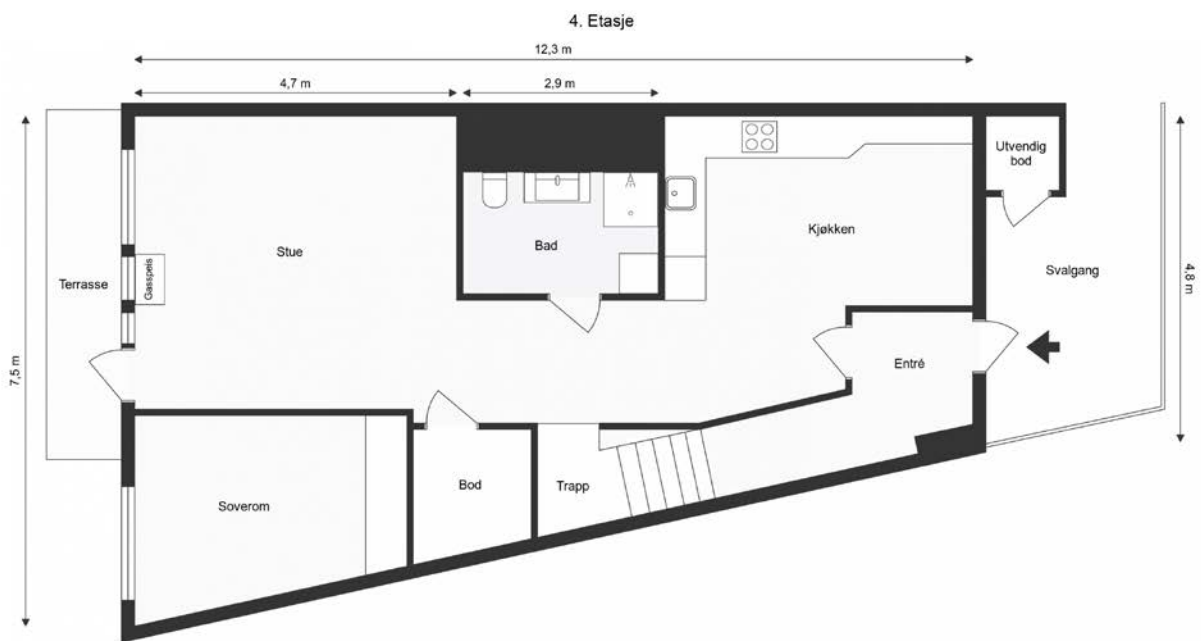 4. Etasje
12,3 m
4,7 m
2,9 m
Utvendig
bod
Kjøkken
Bad
Stue
Gasspeis
Terrasse
Svalgang
4,8 m
7,5 m
Entré
Bod
Trapp
Soverom